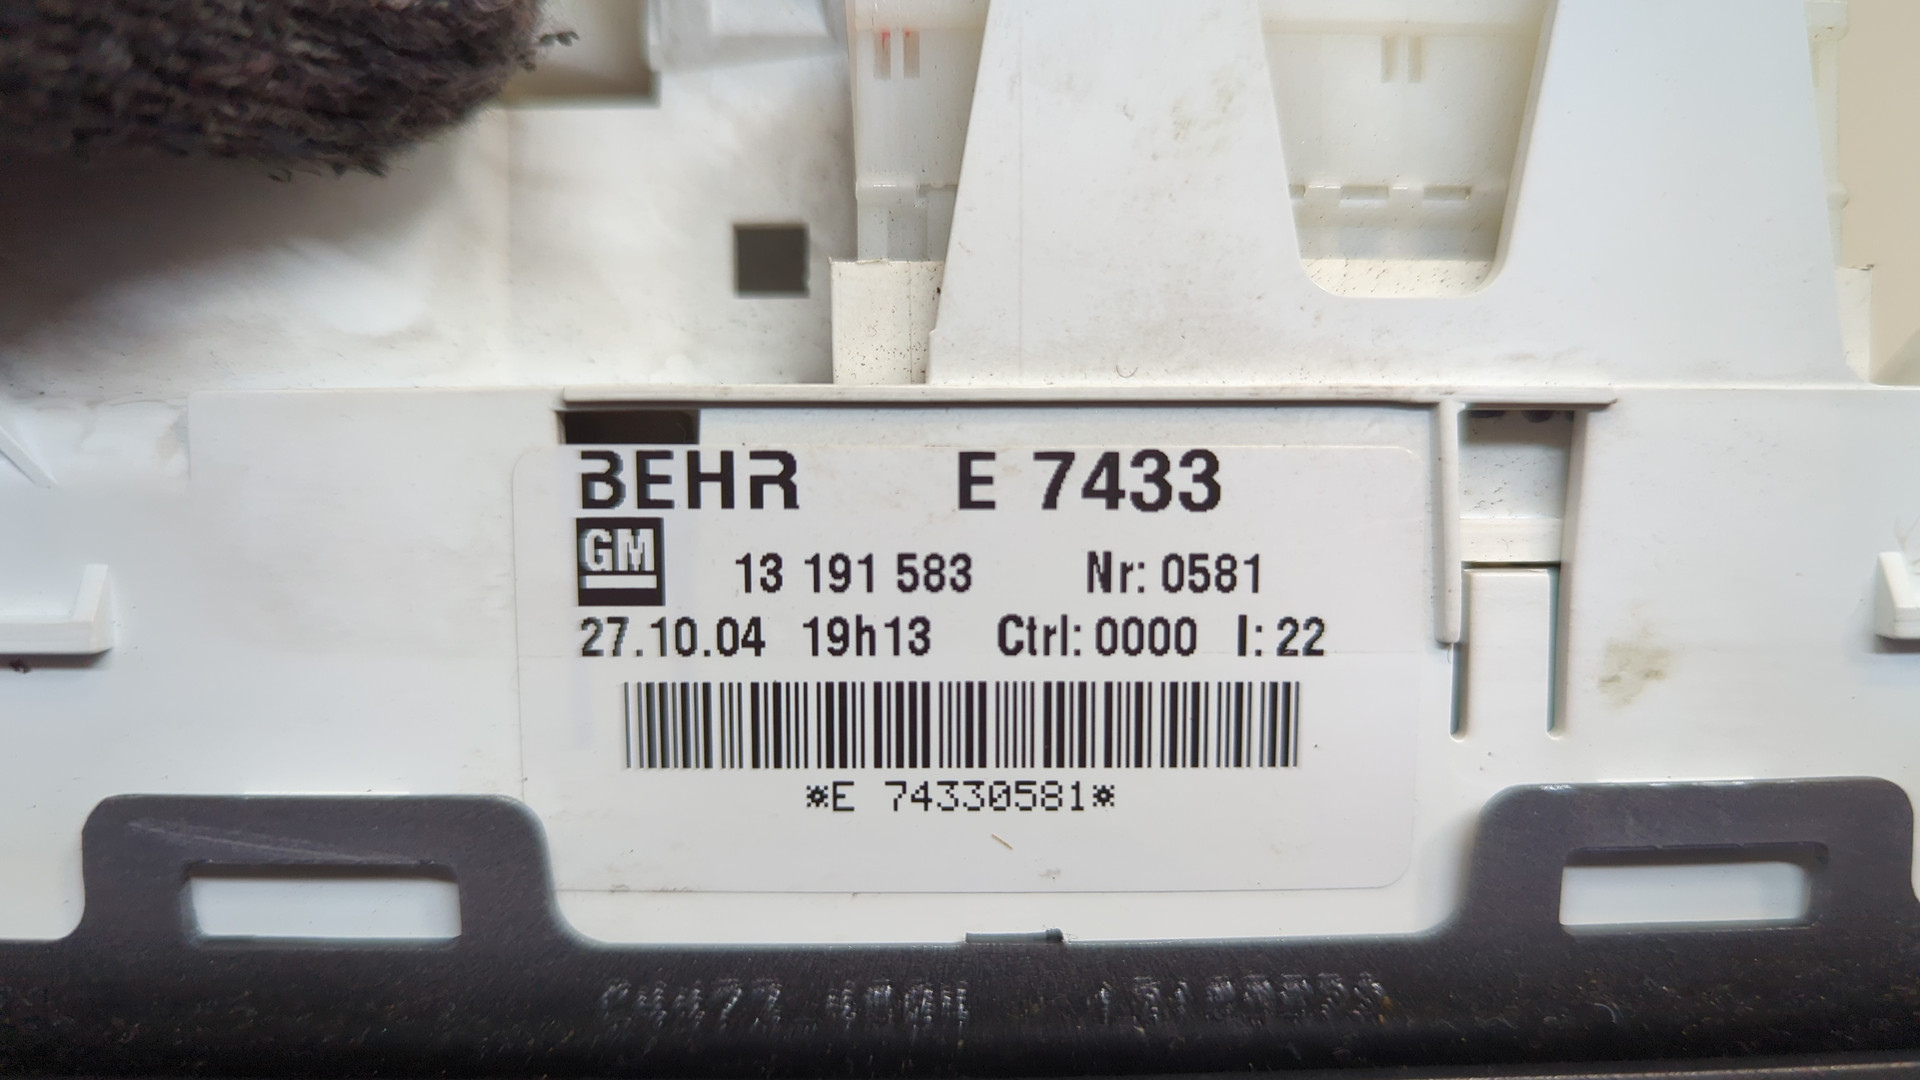 BEHR E 7433
GM 13 191 583 Nr: 0581
27.10.04 19h13 Ctrl: 0000 I: 22
*E 74330581*